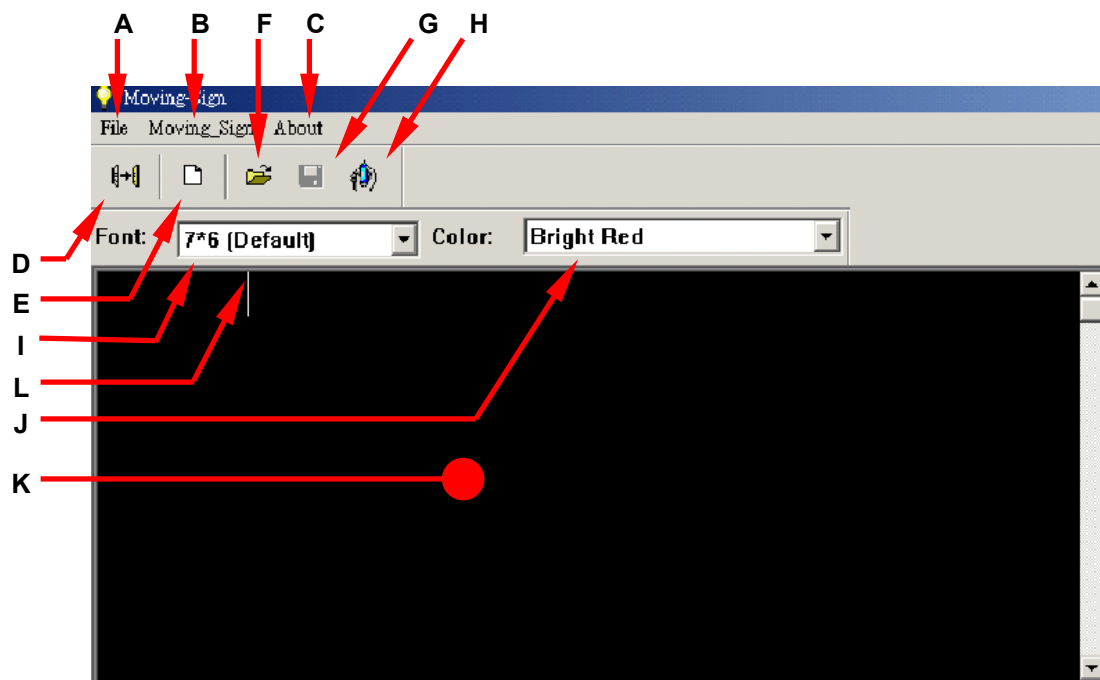 A B F C G H
Moving-Sign
File Moving_Sign About
Font: 7*6 (Default) Color: Bright Red
D
E
I
L
J
K